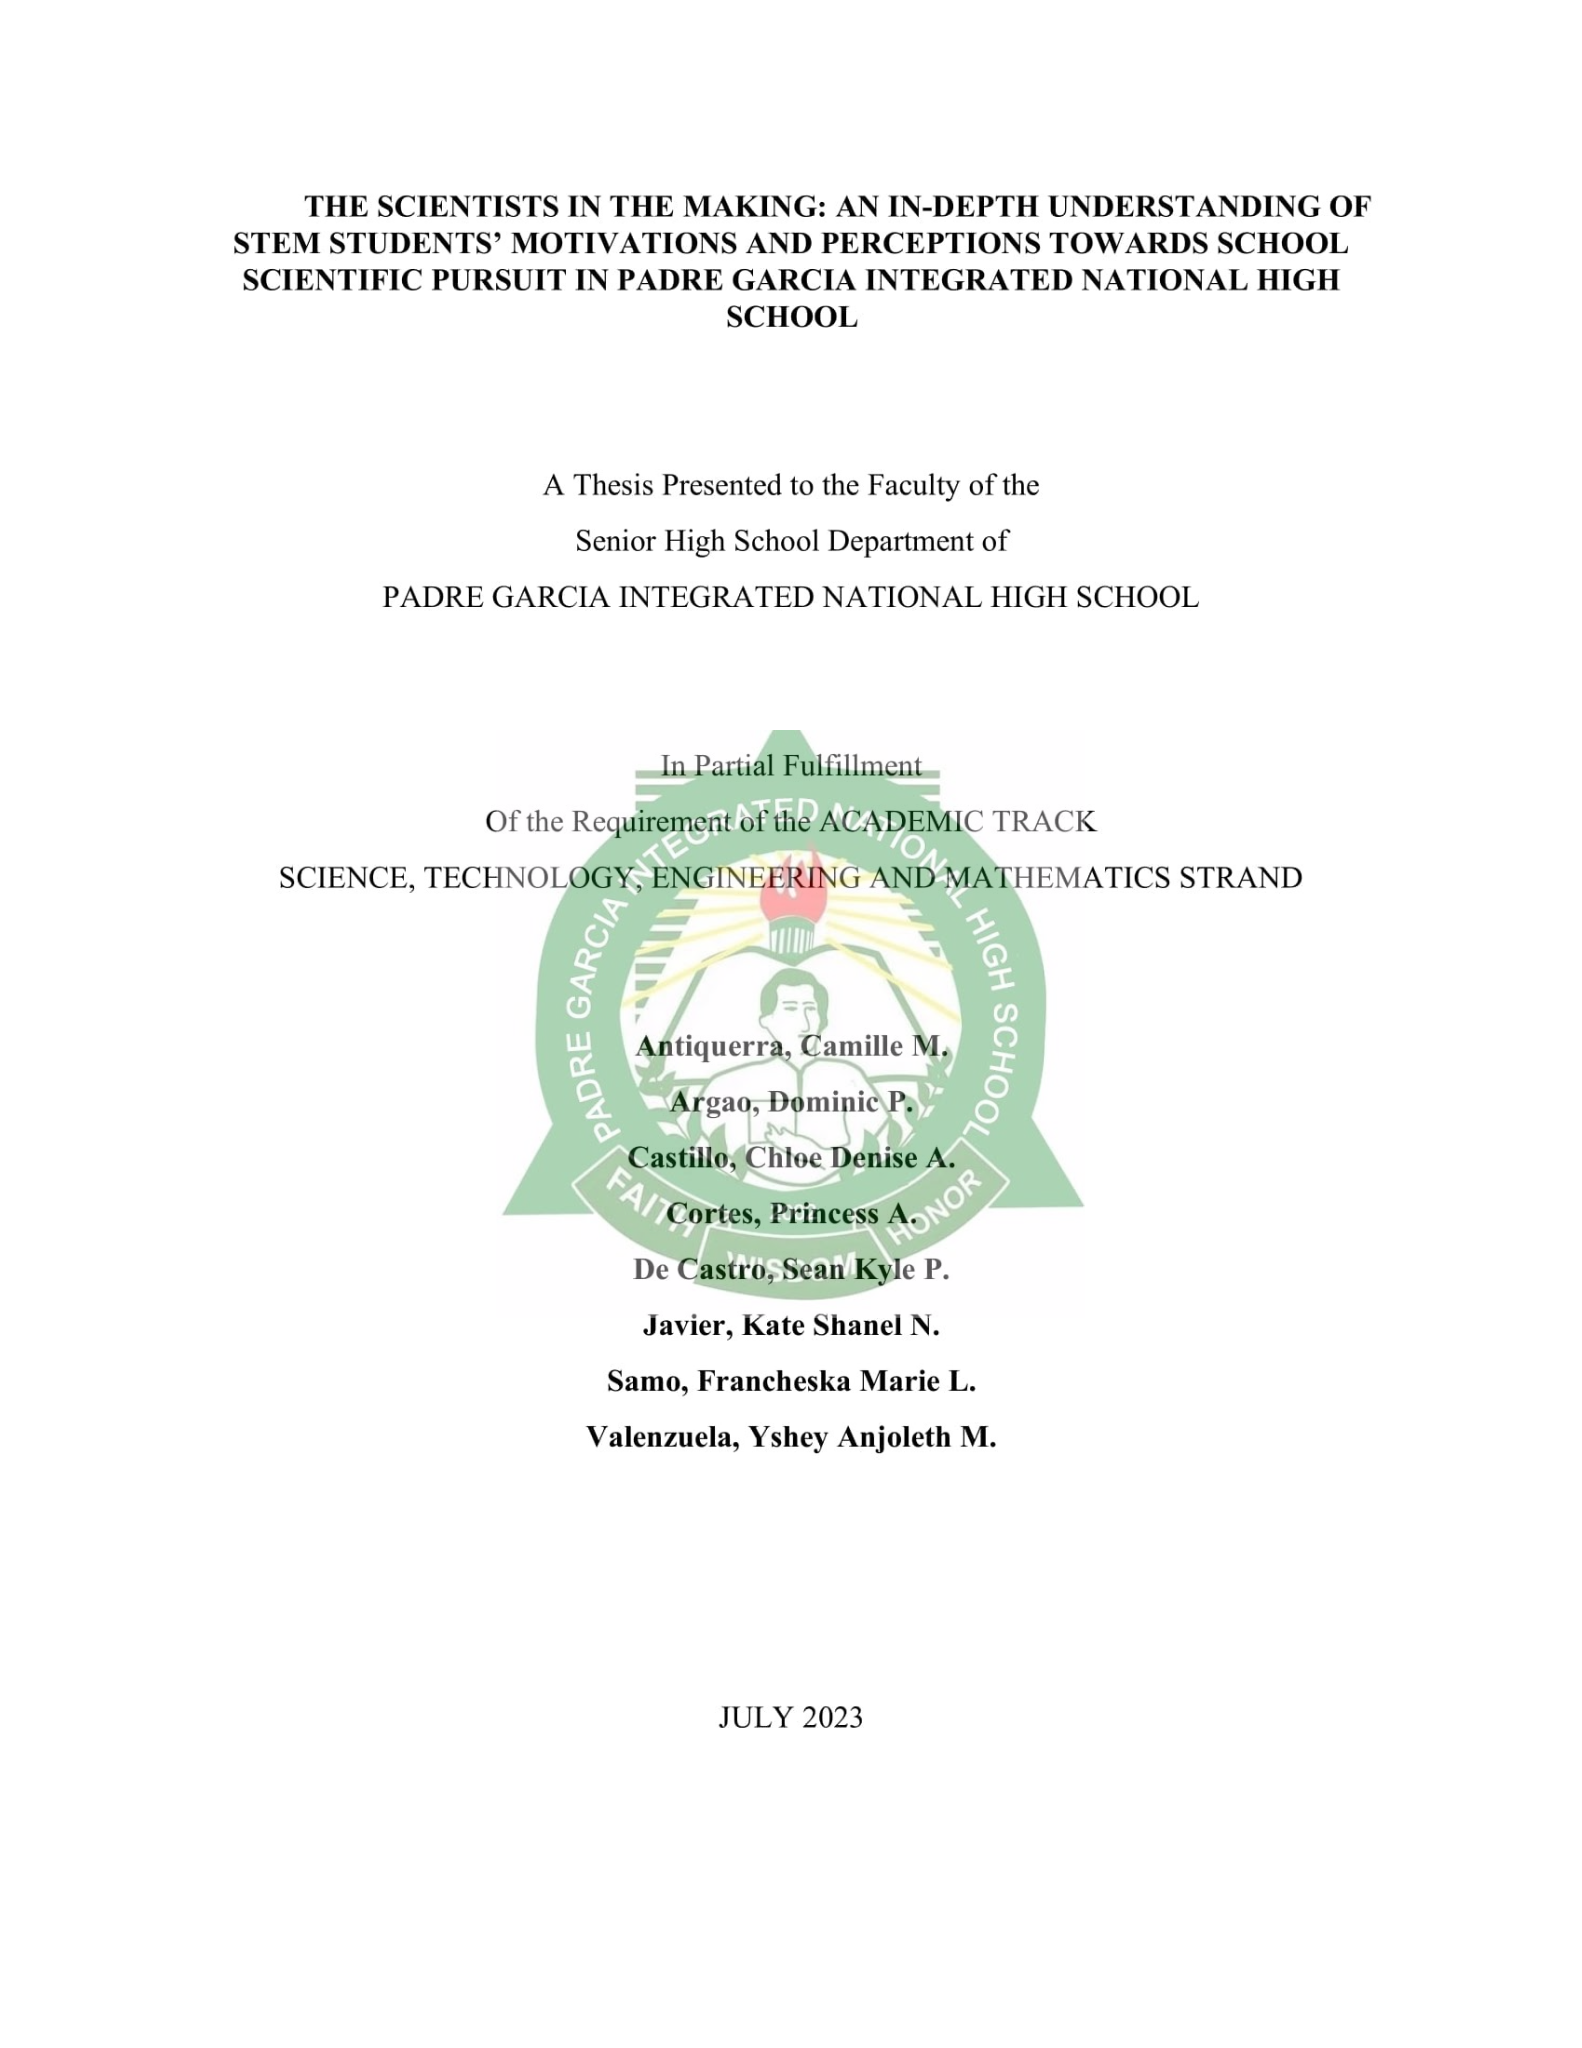 THE SCIENTISTS IN THE MAKING: AN IN-DEPTH UNDERSTANDING OF
STEM STUDENTS’ MOTIVATIONS AND PERCEPTIONS TOWARDS SCHOOL
SCIENTIFIC PURSUIT IN PADRE GARCIA INTEGRATED NATIONAL HIGH
SCHOOL
A Thesis Presented to the Faculty of the
Senior High School Department of
PADRE GARCIA INTEGRATED NATIONAL HIGH SCHOOL
In Partial Fulfillment
Of the Requirement of the ACADEMIC TRACK
SCIENCE, TECHNOLOGY, ENGINEERING AND MATHEMATICS STRAND
PADRE GARCIA INTEGRATED NATIONAL HIGH SCHOOL
Antiquerra, Camille M.
Argao, Dominic P.
Castillo, Chloe Denise A.
Cortes, Princess A.
De Castro, Sean Kyle P.
Javier, Kate Shanel N.
Samo, Francheska Marie L.
Valenzuela, Yshey Anjoleth M.
FAITH
WISDOM
HONOR
JULY 2023